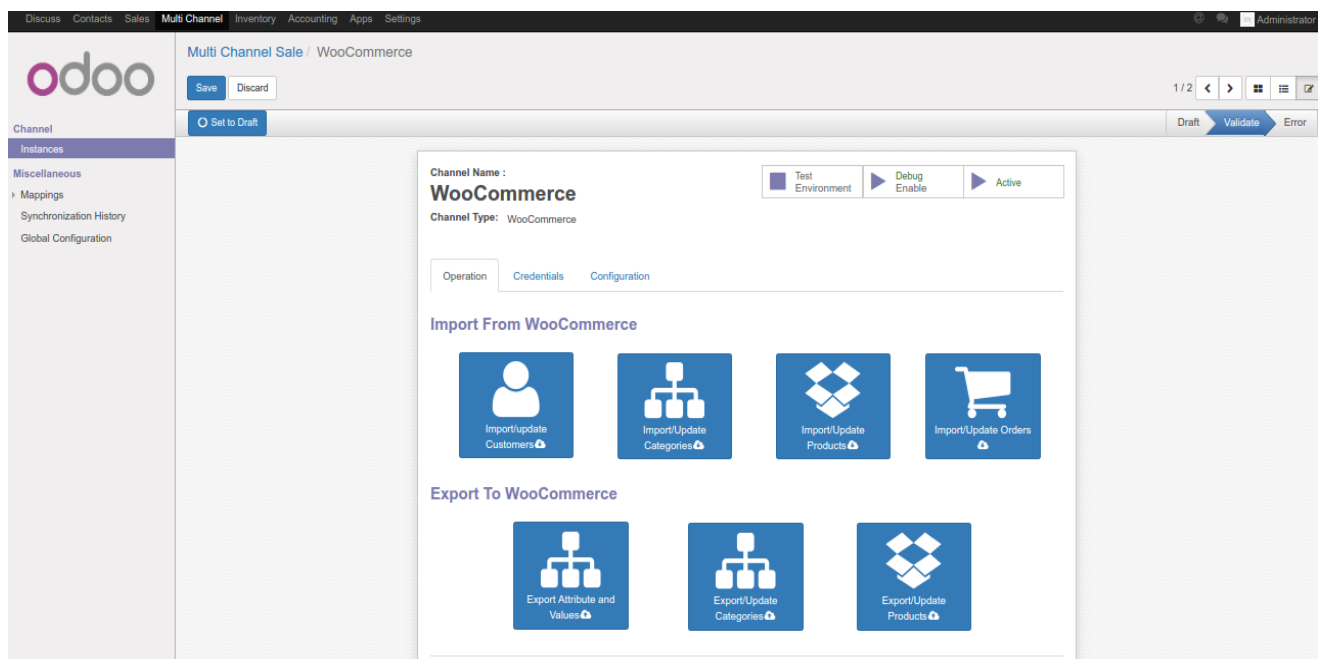 Discuss Contacts Sales Multi Channel Inventory Accounting Apps Settings Administrator
odoo
Multi Channel Sale / WooCommerce
Save Discard 1 / 2
Set to Draft Draft Validate Error
Channel
Instances
Miscellaneous
Mappings
Synchronization History
Global Configuration
Channel Name :
WooCommerce
Channel Type: WooCommerce
Test
Environment
Debug
Enable
Active
Operation Credentials Configuration
Import From WooCommerce
Import/update
Customers
Import/Update
Categories
Import/Update
Products
Import/Update Orders
Export To WooCommerce
Export Attribute and
Values
Export/Update
Categories
Export/Update
Products